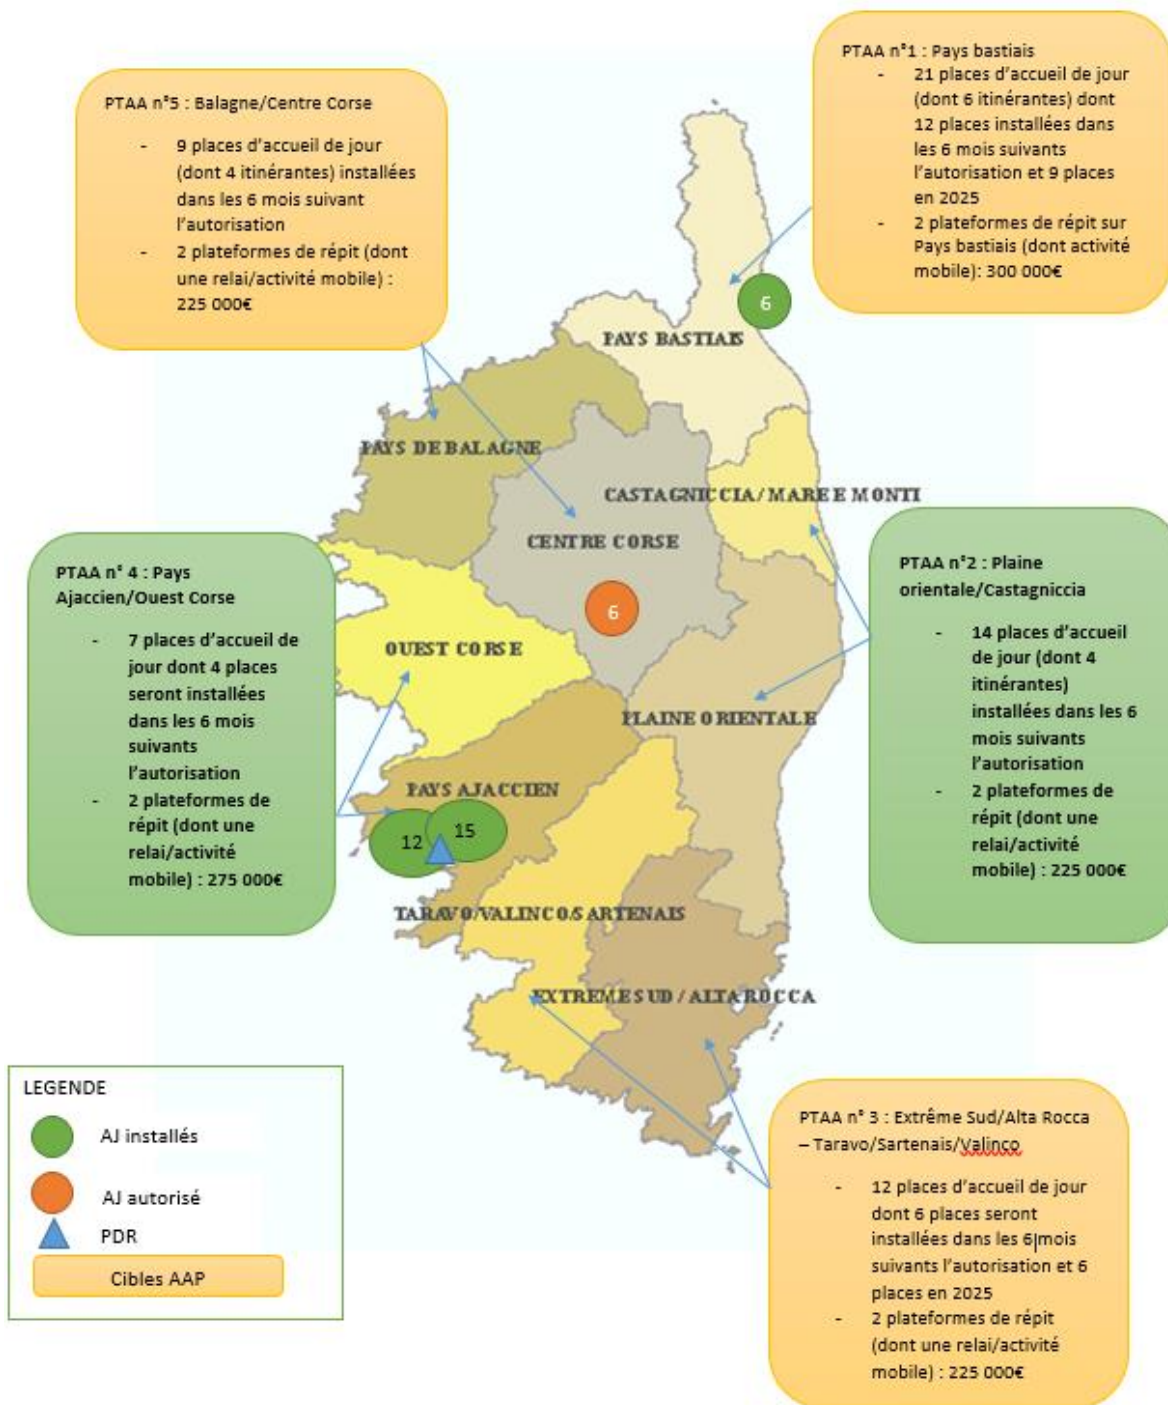 PTAA n°1 : Pays bastiais
- 21 places d'accueil de jour
(dont 6 itinérantes) dont
12 places installées dans
les 6 mois suivants
l'autorisation et 9 places
en 2025
- 2 plateformes de répit sur
Pays bastiais (dont activité
mobile): 300 000€
PTAA n°5 : Balagne/Centre Corse
- 9 places d'accueil de jour
(dont 4 itinérantes) installées
dans les 6 mois suivant
l'autorisation
- 2 plateformes de répit (dont
une relai/activité mobile) :
225 000€
6
PAYS BASTIAIS
PAYS DE BALAGNE
CASTAGNICCIA / MARE E MONTI
CENTRE CORSE
6
PTAA n° 4 : Pays
Ajaccien/Ouest Corse
- 7 places d'accueil de
jour dont 4 places
seront installées
dans les 6 mois
suivants
l'autorisation
- 2 plateformes de
répit (dont une
relai/activité
mobile) : 275 000€
PTAA n°2 : Plaine
orientale/Castagniccia
- 14 places d'accueil
de jour (dont 4
itinérantes)
installées dans les 6
mois suivants
l'autorisation
- 2 plateformes de
répit (dont une
relai/activité
mobile) : 225 000€
OUEST CORSE
PLAINE ORIENTALE
PAYS AJACCIEN
12
15
TARAVO/VALINCO/SARTENAIS
EXTREME SUD / ALTA ROCCA
LEGENDE
AJ installés
AJ autorisé
PDR
Cibles AAP
PTAA n° 3 : Extrême Sud/Alta Rocca
– Taravo/Sartenais/Valinco
- 12 places d'accueil de jour
dont 6 places seront
installées dans les 6 mois
suivants l'autorisation et 6
places en 2025
- 2 plateformes de répit
(dont une relai/activité
mobile) : 225 000€